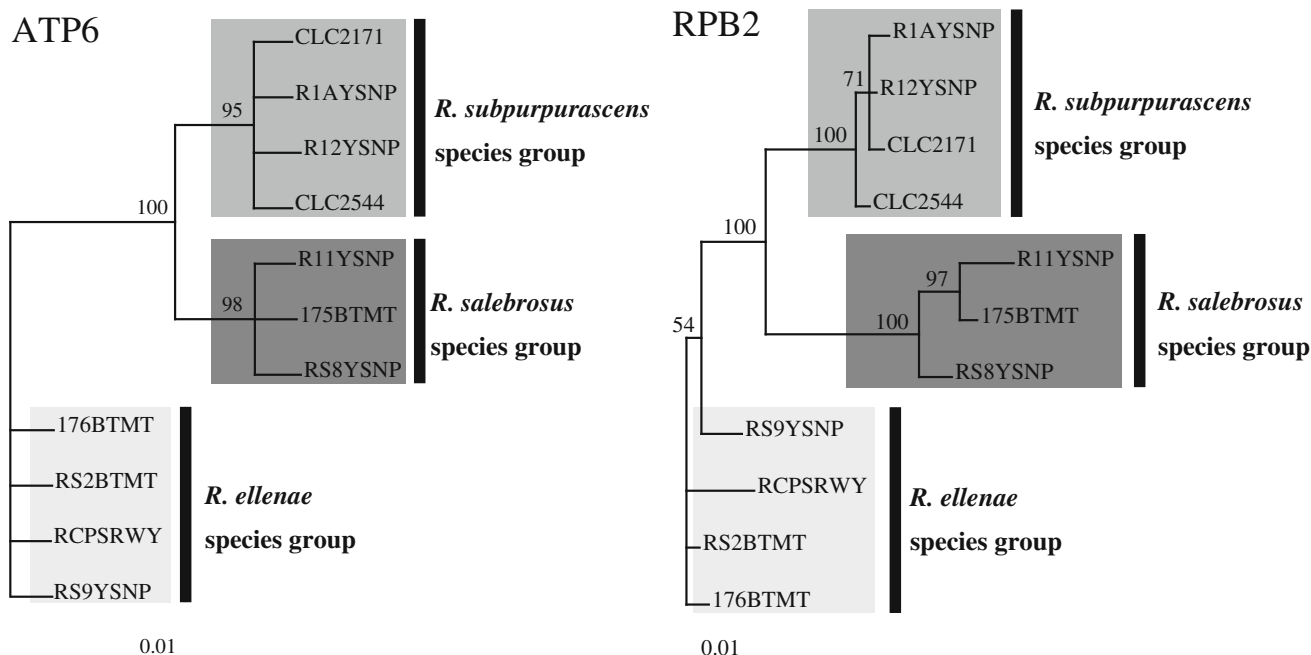 ATP6
CLC2171
R1AYSNP
95
R12YSNP
CLC2544
R. subpurpurascens
species group
100
R11YSNP
98
175BTMT
RS8YSNP
R. salebrosus
species group
176BTMT
RS2BTMT
RCPSRWY
RS9YSNP
R. ellenae
species group
0.01
RPB2
R1AYSNP
71
R12YSNP
100
CLC2171
CLC2544
R. subpurpurascens
species group
100
R11YSNP
97
175BTMT
100
RS8YSNP
R. salebrosus
species group
54
RS9YSNP
RCPSRWY
RS2BTMT
176BTMT
R. ellenae
species group
0.01